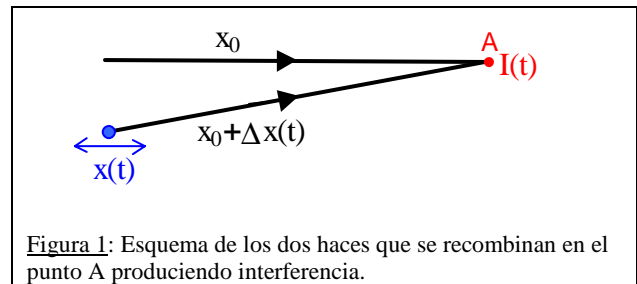 x₀
A
I(t)
x₀+Δx(t)
x(t)
Figura 1: Esquema de los dos haces que se recombinan en el
punto A produciendo interferencia.